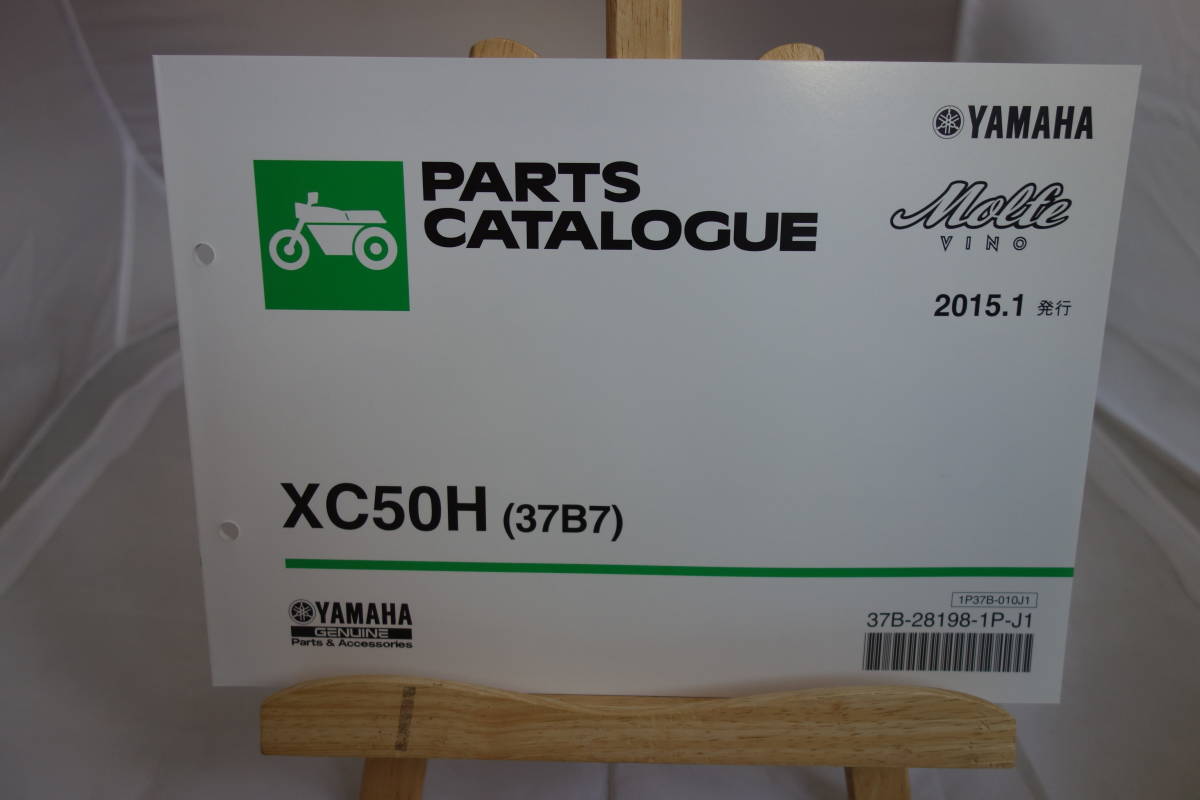 YAMAHA
PARTS
CATALOGUE
Molfe
VINO
2015.1 発行
XC50H (37B7)
YAMAHA
GENUINE
Parts & Accessories
1P37B-010J1
37B-28198-1P-J1